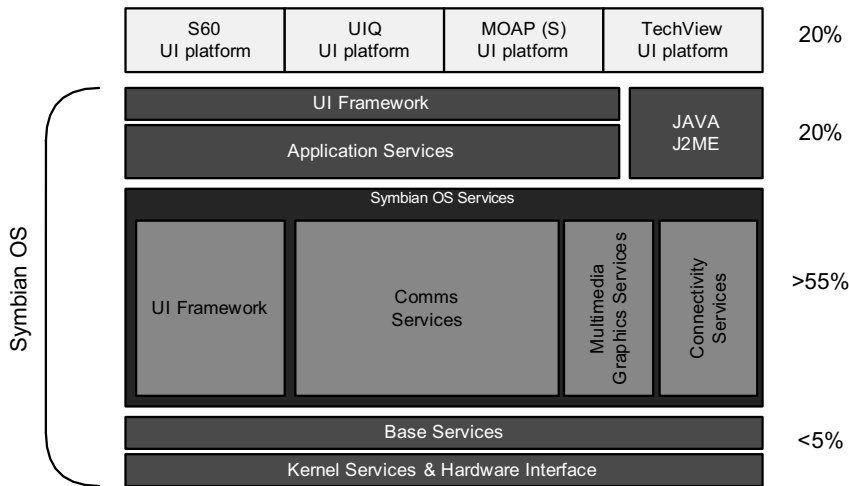 S60
UI platform
UIQ
UI platform
MOAP (S)
UI platform
TechView
UI platform
20%
UI Framework
Application Services
JAVA
J2ME
20%
Symbian OS
Symbian OS Services
UI Framework
Comms
Services
Multimedia
Graphics Services
Connectivity
Services
>55%
Base Services
Kernel Services & Hardware Interface
<5%